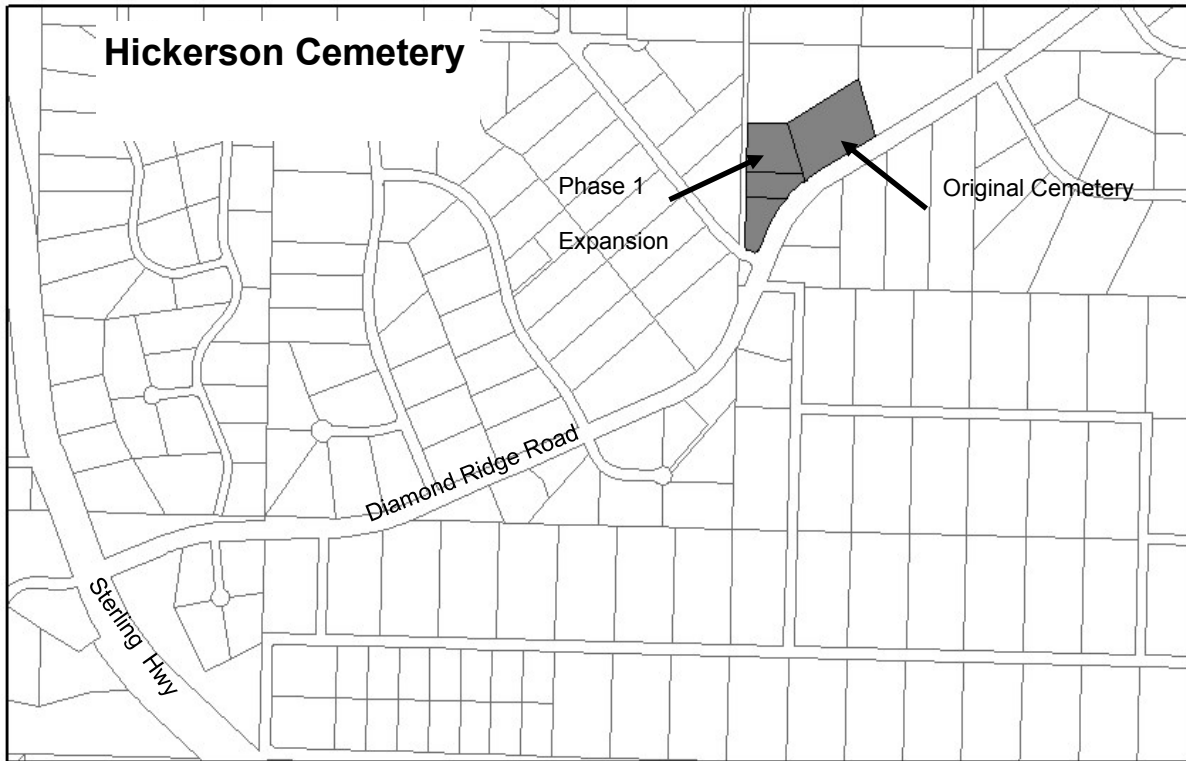 Hickerson Cemetery
Phase 1
Expansion
Original Cemetery
Diamond Ridge Road
Sterling Hwy